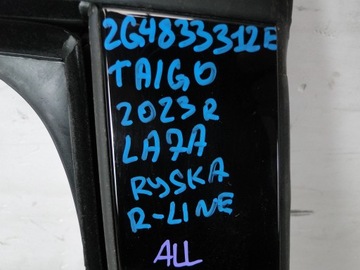 2G4833312E
TAIGO
2023R
LA7A
RYSKA
R-LINE
ALL